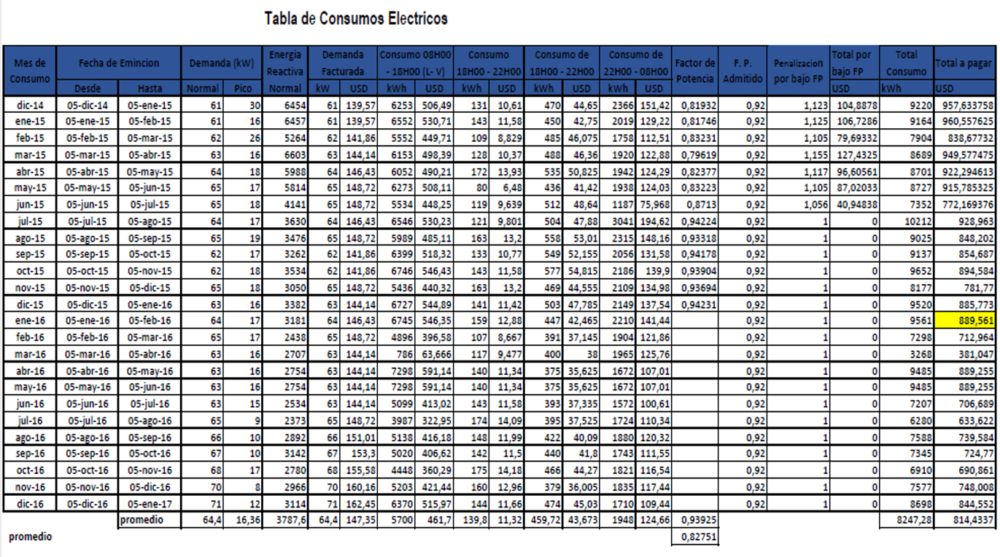 Tabla de Consumos Electricos
Mes de Consumo Fecha de Emincion Demanda (kW) Energia Reactiva Demanda Facturada Consumo 08H00 - 18H00 (L- V) Consumo 18H00 - 22H00 Consumo de 18H00 - 22H00 Consumo de 22H00 - 08H00 Factor de Potencia F. P. Admitido Penalizacion por bajo FP Total por bajo FP Total Consumo Total a pagar
Desde Hasta Normal Pico Normal kW USD kWh USD kWh USD kWh USD kWh USD USD kWh USD
dic-14 05-dic-14 05-ene-15 61 30 6454 61 139,57 6253 506,49 131 10,61 470 44,65 2366 151,42 0,81932 0,92 1,123 104,8878 9220 957,633758
ene-15 05-ene-15 05-feb-15 61 16 6457 61 139,57 6552 530,71 143 11,58 450 42,75 2019 129,22 0,81746 0,92 1,125 106,7286 9164 960,557625
feb-15 05-feb-15 05-mar-15 62 26 5264 62 141,86 5552 449,71 109 8,829 485 46,075 1758 112,51 0,83231 0,92 1,105 79,69332 7904 838,67732
mar-15 05-mar-15 05-abr-15 63 16 6603 63 144,14 6153 498,39 128 10,37 488 46,36 1920 122,88 0,79619 0,92 1,155 127,4325 8689 949,577475
abr-15 05-abr-15 05-may-15 64 18 5988 64 146,43 6052 490,21 172 13,93 535 50,825 1942 124,29 0,82377 0,92 1,117 96,60561 8701 922,294613
may-15 05-may-15 05-jun-15 65 17 5814 65 148,72 6273 508,11 80 6,48 436 41,42 1938 124,03 0,83223 0,92 1,105 87,02033 8727 915,785325
jun-15 05-jun-15 05-jul-15 65 18 4141 65 148,72 5534 448,25 119 9,639 512 48,64 1187 75,968 0,8713 0,92 1,056 40,94838 7352 772,169376
jul-15 05-jul-15 05-ago-15 64 17 3630 64 146,43 6546 530,23 121 9,801 504 47,88 3041 194,62 0,94224 0,92 1 0 10212 928,963
ago-15 05-ago-15 05-sep-15 65 19 3476 65 148,72 5989 485,11 163 13,2 558 53,01 2315 148,16 0,93318 0,92 1 0 9025 848,202
sep-15 05-sep-15 05-oct-15 62 17 3262 62 141,86 6399 518,32 133 10,77 549 52,155 2056 131,58 0,94178 0,92 1 0 9137 854,687
oct-15 05-oct-15 05-nov-15 62 18 3534 62 141,86 6746 546,43 143 11,58 577 54,815 2186 139,9 0,93904 0,92 1 0 9652 894,584
nov-15 05-nov-15 05-dic-15 65 18 3050 65 148,72 5436 440,32 163 13,2 469 44,555 2109 134,98 0,93694 0,92 1 0 8177 781,77
dic-15 05-dic-15 05-ene-16 63 16 3382 63 144,14 6727 544,89 141 11,42 503 47,785 2149 137,54 0,94231 0,92 1 0 9520 885,773
ene-16 05-ene-16 05-feb-16 64 17 3181 64 146,43 6745 546,35 159 12,88 447 42,465 2210 141,44 0,92 1 0 9561 889,561
feb-16 05-feb-16 05-mar-16 65 17 2438 65 148,72 4896 396,58 107 8,667 391 37,145 1904 121,86 0,92 1 0 7298 712,964
mar-16 05-mar-16 05-abr-16 63 16 2707 63 144,14 786 63,666 117 9,477 400 38 1965 125,76 0,92 1 0 3268 381,047
abr-16 05-abr-16 05-may-16 63 16 2754 63 144,14 7298 591,14 140 11,34 375 35,625 1672 107,01 0,92 1 0 9485 889,255
may-16 05-may-16 05-jun-16 63 16 2754 63 144,14 7298 591,14 140 11,34 375 35,625 1672 107,01 0,92 1 0 9485 889,255
jun-16 05-jun-16 05-jul-16 63 15 2534 63 144,14 5099 413,02 143 11,58 393 37,335 1572 100,61 0,92 1 0 7207 706,689
jul-16 05-jul-16 05-ago-16 65 9 2373 65 148,72 3987 322,95 174 14,09 395 37,525 1724 110,34 0,92 1 0 6280 633,622
ago-16 05-ago-16 05-sep-16 66 10 2892 66 151,01 5138 416,18 148 11,99 422 40,09 1880 120,32 0,92 1 0 7588 739,584
sep-16 05-sep-16 05-oct-16 67 10 3142 67 153,3 5020 406,62 142 11,5 440 41,8 1743 111,55 0,92 1 0 7345 724,77
oct-16 05-oct-16 05-nov-16 68 17 2780 68 155,58 4448 360,29 175 14,18 466 44,27 1821 116,54 0,92 1 0 6910 690,861
nov-16 05-nov-16 05-dic-16 70 8 2966 70 160,16 5203 421,44 160 12,96 379 36,005 1835 117,44 0,92 1 0 7577 748,008
dic-16 05-dic-16 05-ene-17 71 12 3114 71 162,45 6370 515,97 144 11,66 474 45,03 1710 109,44 0,92 1 0 8698 844,552
promedio 64,4 16,36 3787,6 64,4 147,35 5700 461,7 139,8 11,32 459,72 43,673 1948 124,66 0,93925 8247,28 814,4337
promedio 0,82751